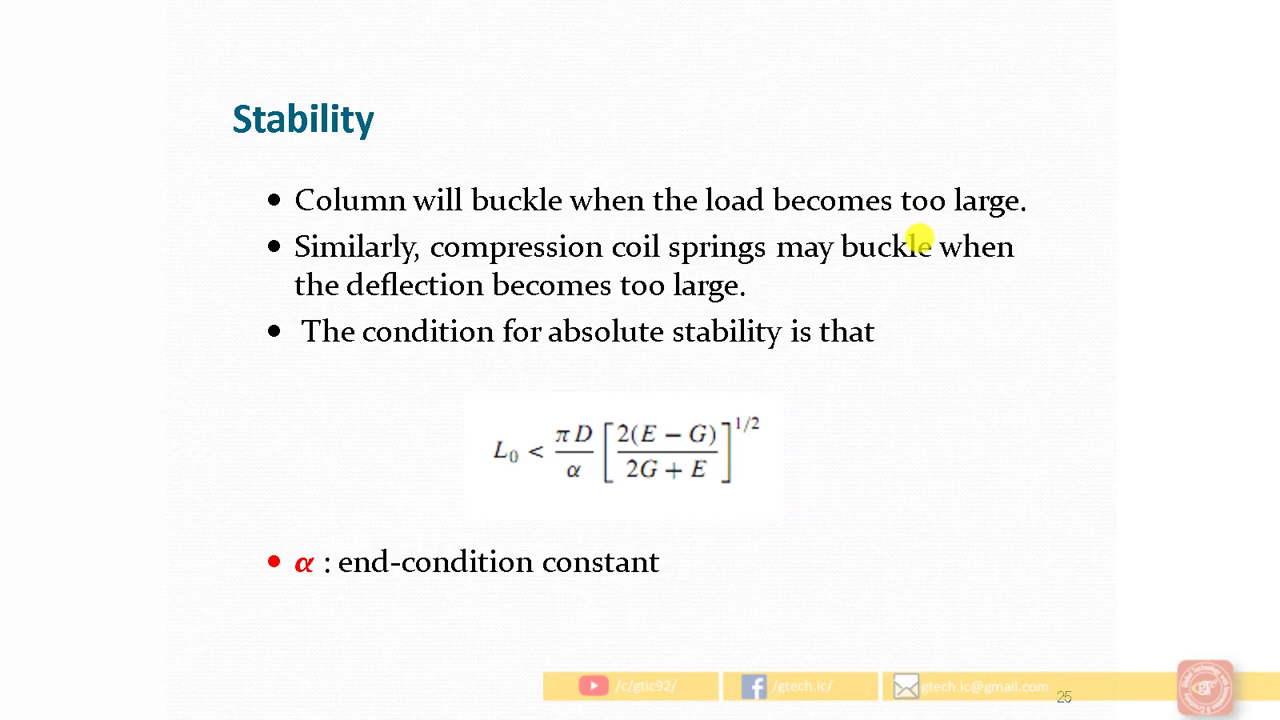 Stability
• Column will buckle when the load becomes too large.
• Similarly, compression coil springs may buckle when
the deflection becomes too large.
• The condition for absolute stability is that
L₀ < πD/α [2(E − G)/2G + E]^1/2
• α : end-condition constant
/c/gtic92/ /gtech.ic/ gtech.ic@gmail.com 25